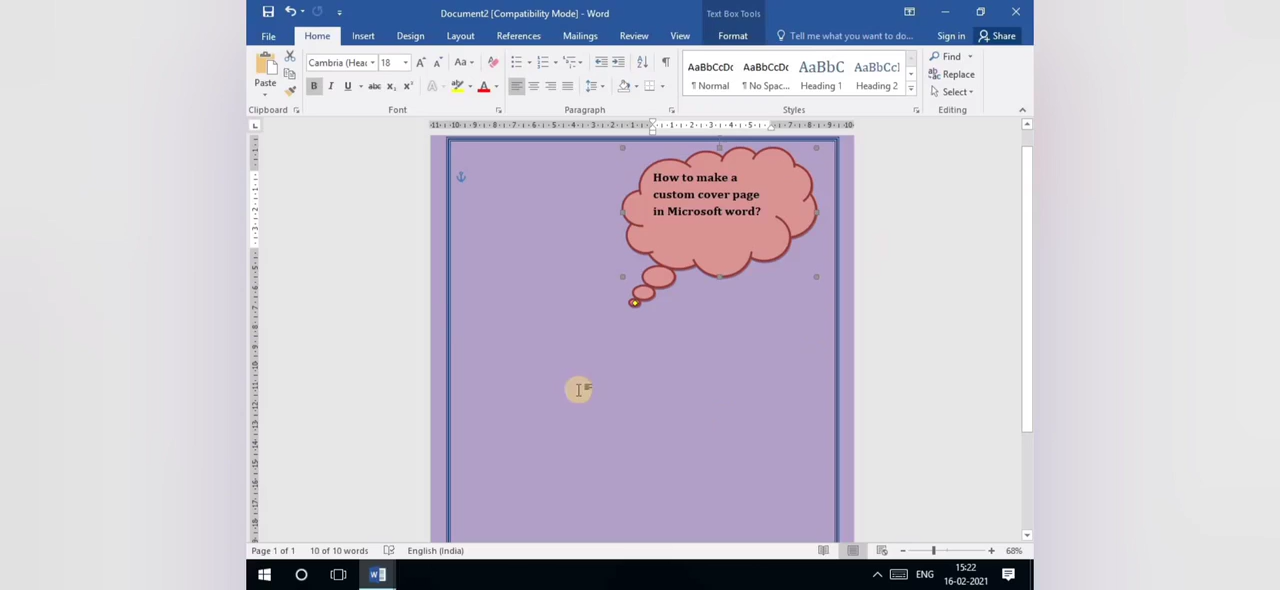 Document2 [Compatibility Mode] - Word
Text Box Tools
File Home Insert Design Layout References Mailings Review View Format Tell me what you want to do... Sign in Share
Paste
Cambria (Hea 18
Aa
B I U abc x₂ x²
AaBbCcDc AaBbCcDc AaBbC AaBbCcI
¶ Normal ¶ No Spac... Heading 1 Heading 2
Find
Replace
Select
Clipboard Font Paragraph Styles Editing
How to make a
custom cover page
in Microsoft word?
Page 1 of 1 10 of 10 words English (India) 68%
ENG
15:22
16-02-2021